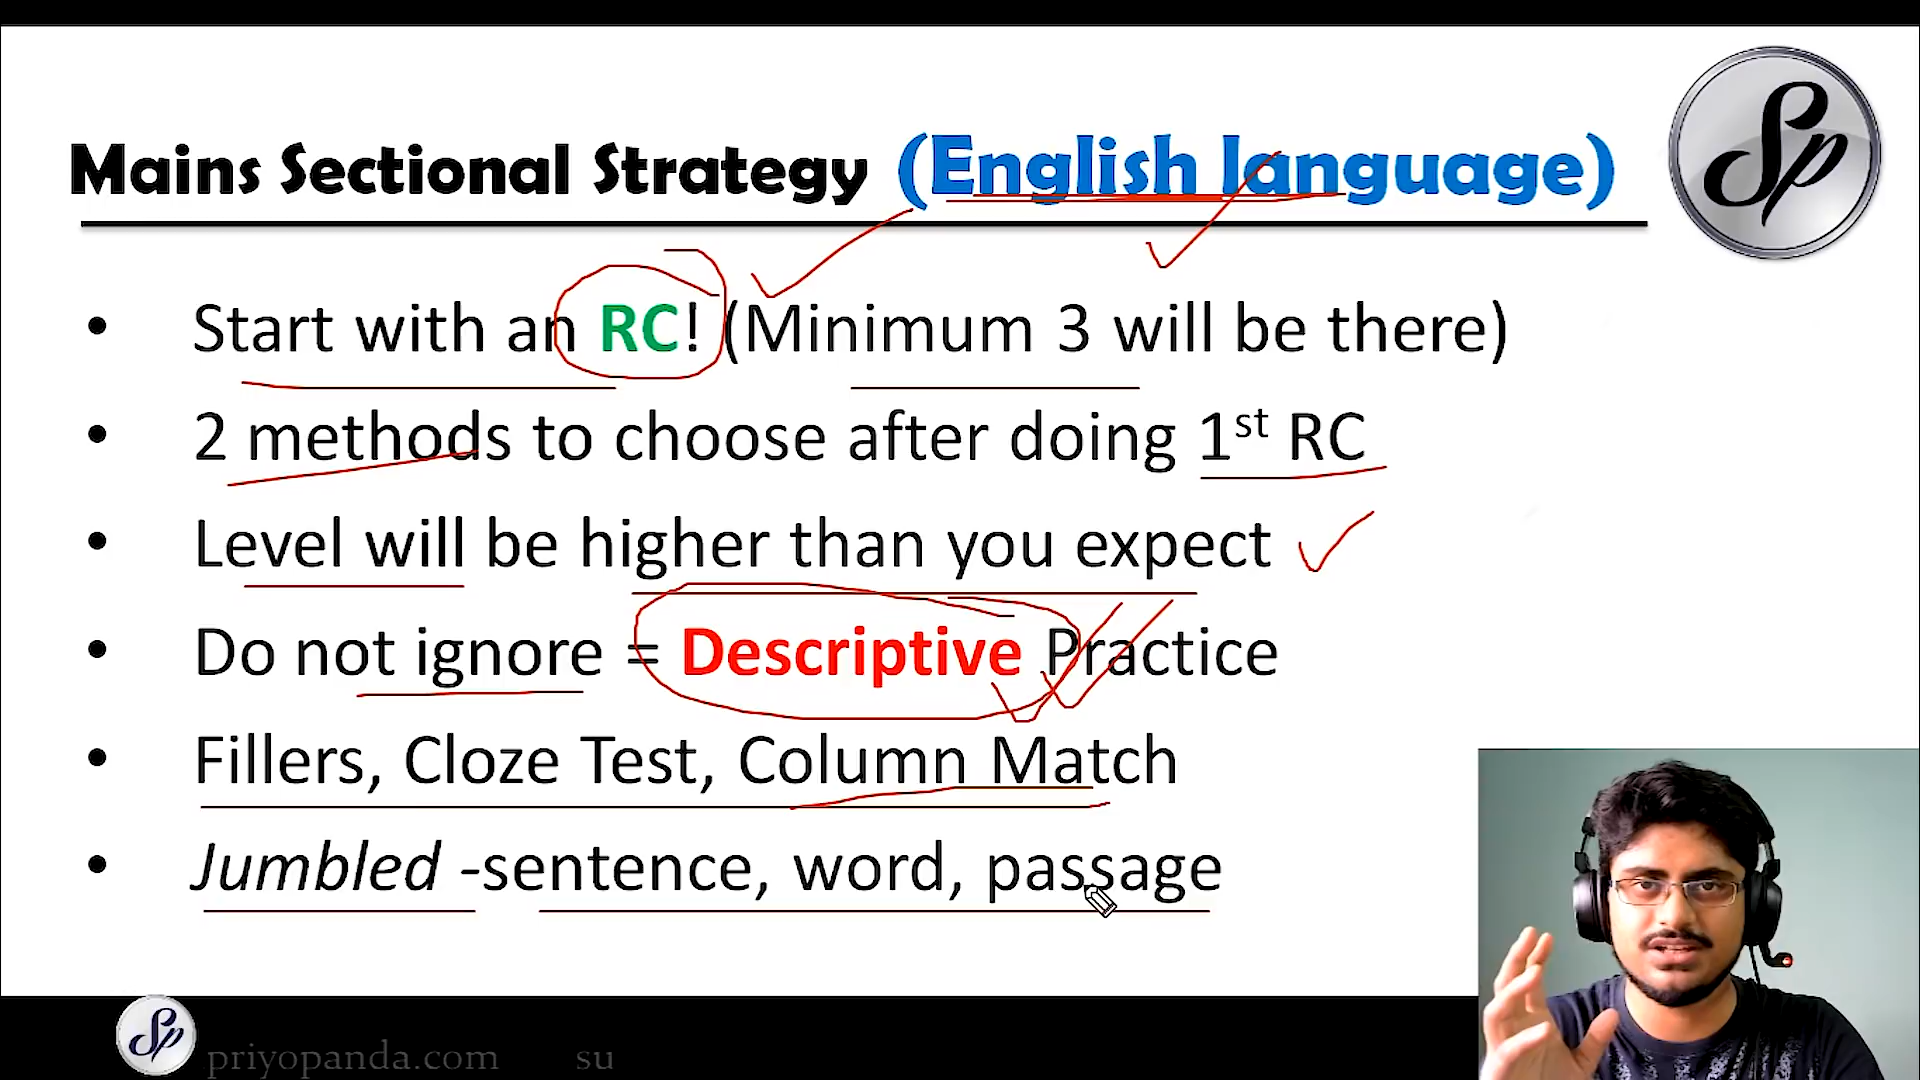 Mains Sectional Strategy (English language)
Sp
• Start with an RC! (Minimum 3 will be there)
• 2 methods to choose after doing 1st RC
• Level will be higher than you expect
• Do not ignore = Descriptive Practice
• Fillers, Cloze Test, Column Match
• Jumbled -sentence, word, passage
Sp
priyopanda.com su